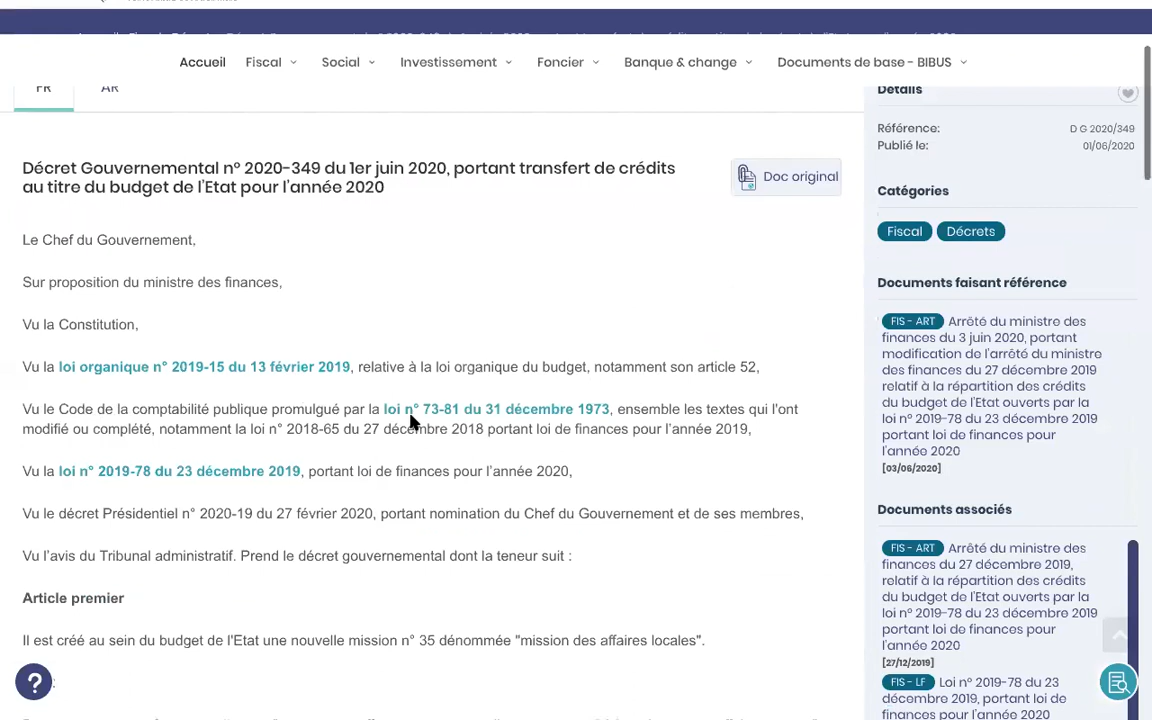 Accueil Fiscal Social Investissement Foncier Banque & change Documents de base - BIBUS
FR AR
Décret Gouvernemental n° 2020-349 du 1er juin 2020, portant transfert de crédits
au titre du budget de l'Etat pour l'année 2020
Doc original
Le Chef du Gouvernement,
Sur proposition du ministre des finances,
Vu la Constitution,
Vu la loi organique n° 2019-15 du 13 février 2019, relative à la loi organique du budget, notamment son article 52,
Vu le Code de la comptabilité publique promulgué par la loi n° 73-81 du 31 décembre 1973, ensemble les textes qui l'ont
modifié ou complété, notamment la loi n° 2018-65 du 27 décembre 2018 portant loi de finances pour l'année 2019,
Vu la loi n° 2019-78 du 23 décembre 2019, portant loi de finances pour l'année 2020,
Vu le décret Présidentiel n° 2020-19 du 27 février 2020, portant nomination du Chef du Gouvernement et de ses membres,
Vu l'avis du Tribunal administratif. Prend le décret gouvernemental dont la teneur suit :
Article premier
Il est créé au sein du budget de l'Etat une nouvelle mission n° 35 dénommée "mission des affaires locales".
?
Détails
Référence: D G 2020/349
Publié le: 01/06/2020
Catégories
Fiscal Décrets
Documents faisant référence
FIS - ART Arrêté du ministre des
finances du 3 juin 2020, portant
modification de l'arrêté du ministre
des finances du 27 décembre 2019
relatif à la répartition des crédits
du budget de l'Etat ouverts par la
loi n° 2019-78 du 23 décembre 2019
portant loi de finances pour
l'année 2020
[03/06/2020]
Documents associés
FIS - ART Arrêté du ministre des
finances du 27 décembre 2019,
relatif à la répartition des crédits
du budget de l'Etat ouverts par la
loi n° 2019-78 du 23 décembre 2019
portant loi de finances pour
l'année 2020
[27/12/2019]
FIS - LF Loi n° 2019-78 du 23
décembre 2019, portant loi de
finances pour l'année 2020